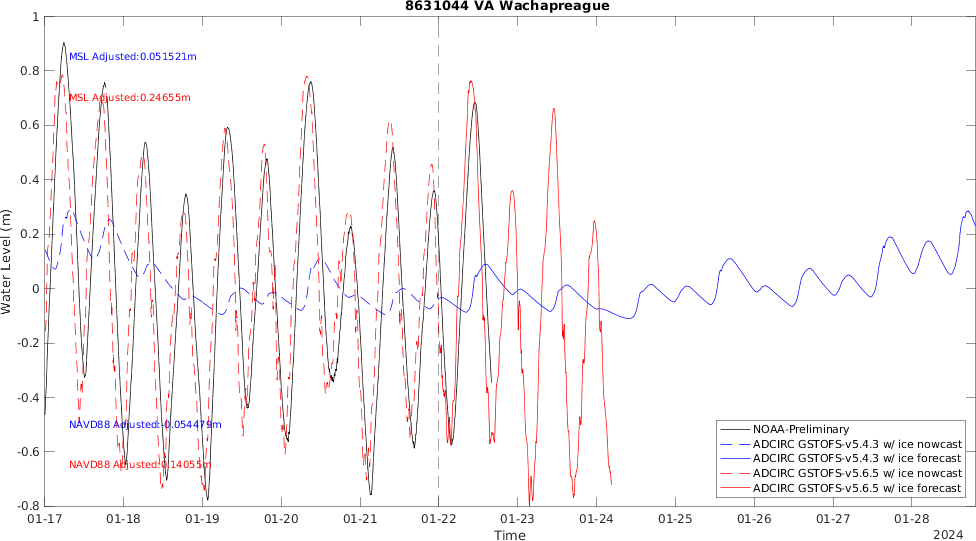 8631044 VA Wachapreague
Water Level (m)
1
0.8
0.6
0.4
0.2
0
-0.2
-0.4
-0.6
-0.8
MSL Adjusted:0.051521m
MSL Adjusted:0.24655m
NAVD88 Adjusted:-0.054479m
NAVD88 Adjusted:0.14055m
NOAA-Preliminary
ADCIRC GSTOFS-v5.4.3 w/ ice nowcast
ADCIRC GSTOFS-v5.4.3 w/ ice forecast
ADCIRC GSTOFS-v5.6.5 w/ ice nowcast
ADCIRC GSTOFS-v5.6.5 w/ ice forecast
01-17 01-18 01-19 01-20 01-21 01-22 01-23 01-24 01-25 01-26 01-27 01-28
Time
2024